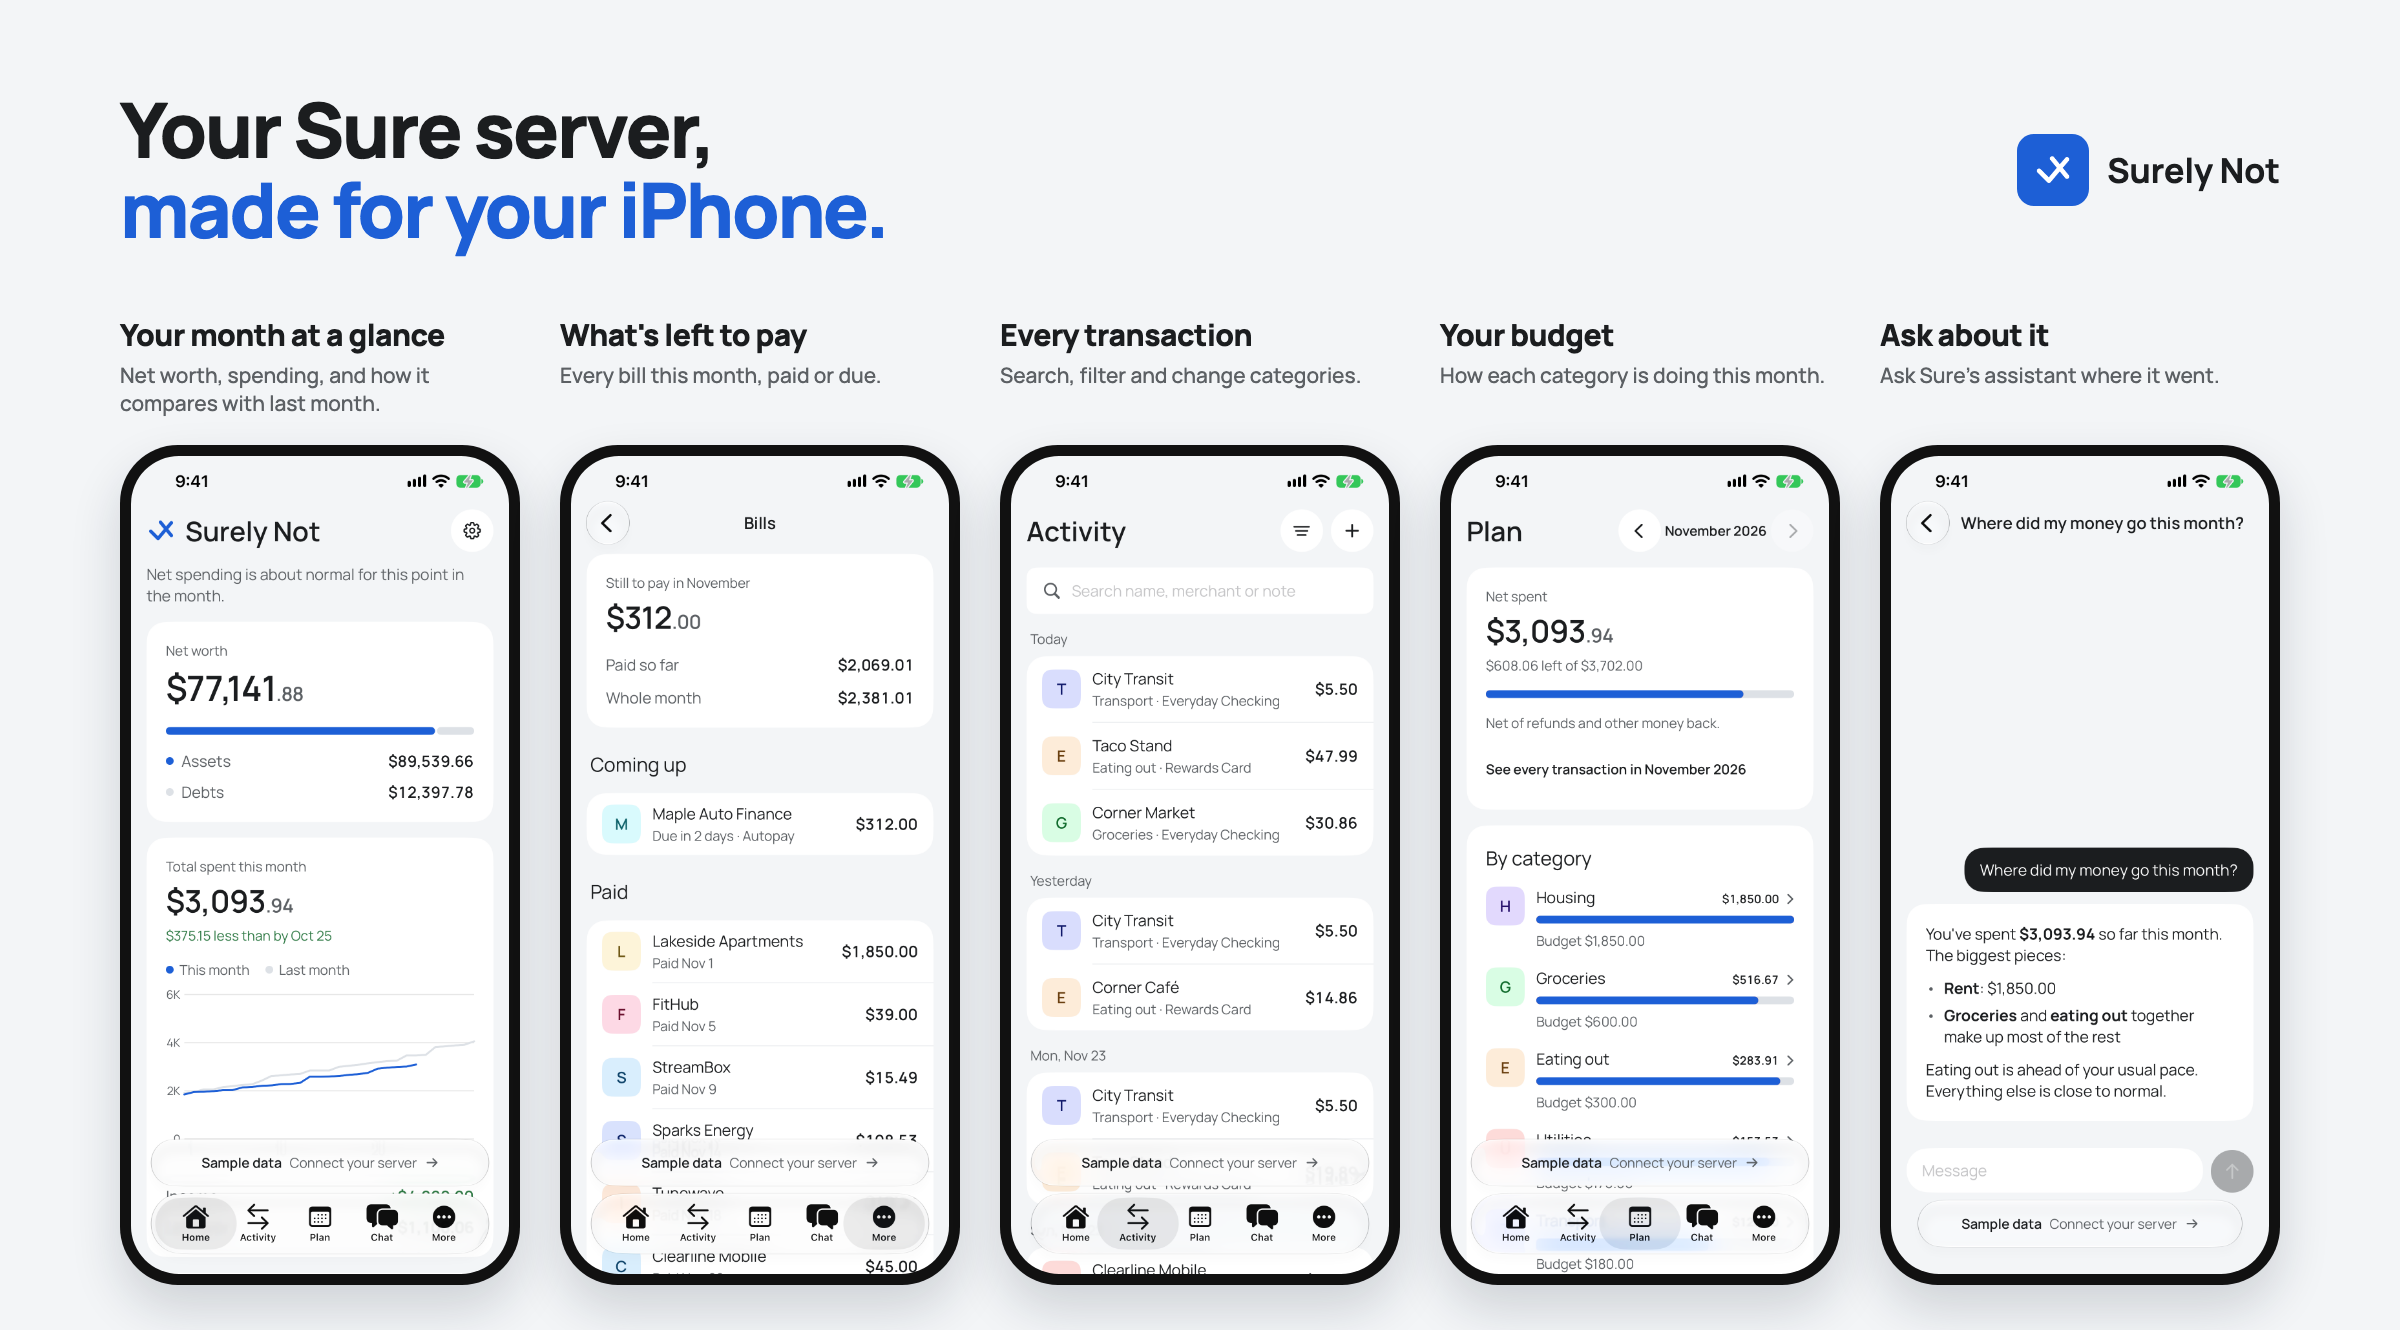 Your Sure server,
made for your iPhone.
Surely Not
Your month at a glance
Net worth, spending, and how it
compares with last month.
9:41
Surely Not
Net spending is about normal for this point in
the month.
Net worth
$77,141.88
Assets $89,539.66
Debts $12,397.78
Total spent this month
$3,093.94
$375.15 less than by Oct 25
This month Last month
6K
4K
2K
0
Sample data Connect your server →
Home Activity Plan Chat More
What's left to pay
Every bill this month, paid or due.
9:41
Bills
Still to pay in November
$312.00
Paid so far $2,069.01
Whole month $2,381.01
Coming up
M Maple Auto Finance $312.00
Due in 2 days · Autopay
Paid
L Lakeside Apartments $1,850.00
Paid Nov 1
F FitHub $39.00
Paid Nov 5
S StreamBox $15.49
Paid Nov 9
S Sparks Energy $108.53
Sample data Connect your server →
Tunewave
Home Activity Plan Chat More
C Clearline Mobile $45.00
Every transaction
Search, filter and change categories.
9:41
Activity
Search name, merchant or note
Today
T City Transit $5.50
Transport · Everyday Checking
E Taco Stand $47.99
Eating out · Rewards Card
G Corner Market $30.86
Groceries · Everyday Checking
Yesterday
T City Transit $5.50
Transport · Everyday Checking
E Corner Café $14.86
Eating out · Rewards Card
Mon, Nov 23
T City Transit $5.50
Transport · Everyday Checking
Sample data Connect your server →
Eating out · Rewards Card
Home Activity Plan Chat More
Clearline Mobile
Your budget
How each category is doing this month.
9:41
Plan
November 2026
Net spent
$3,093.94
$608.06 left of $3,702.00
Net of refunds and other money back.
See every transaction in November 2026
By category
H Housing $1,850.00
Budget $1,850.00
G Groceries $516.67
Budget $600.00
E Eating out $283.91
Budget $300.00
U Utilities $153.53
Sample data Connect your server →
Home Activity Plan Chat More
Budget $180.00
Ask about it
Ask Sure's assistant where it went.
9:41
Where did my money go this month?
Where did my money go this month?
You've spent $3,093.94 so far this month.
The biggest pieces:
• Rent: $1,850.00
• Groceries and eating out together
make up most of the rest
Eating out is ahead of your usual pace.
Everything else is close to normal.
Message
Sample data Connect your server →